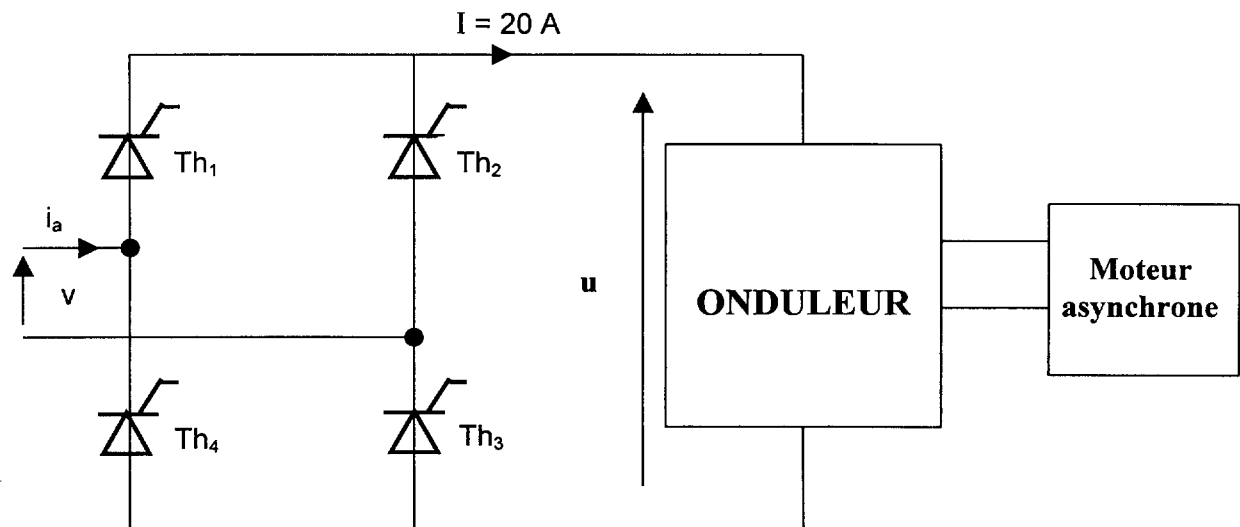 I = 20 A
Th₁
Th₂
iₐ
v
u
ONDULEUR
Moteur
asynchrone
Th₄
Th₃